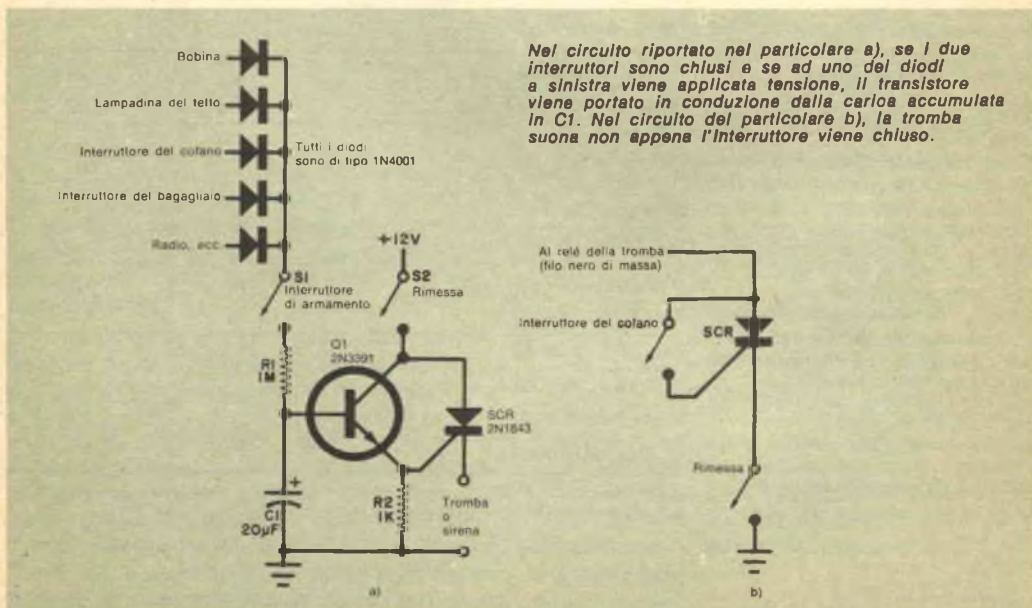 Nel circuito riportato nel particolare a), se i due
interruttori sono chiusi e se ad uno dei diodi
a sinistra viene applicata tensione, il transistore
viene portato in conduzione dalla carica accumulata
in C1. Nel circuito del particolare b), la tromba
suona non appena l'Interruttore viene chiuso.
Bobina
Lampadina del tetto
Interruttore del cofano
Tutti i diodi
sono di tipo 1N4001
Interruttore del bagagliaio
Radio, ecc.
S1
Interruttore
di armamento
+12V
S2
Rimessa
R1
1M
Q1
2N3391
SCR
2N1843
+
C1
20µF
R2
1K
Tromba
o
sirena
a)
Al relé della tromba
(filo nero di massa)
Interruttore del cofano
SCR
Rimessa
b)